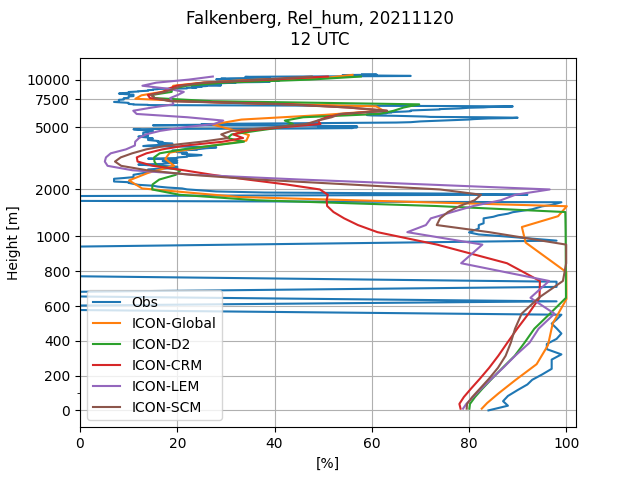 Falkenberg, Rel_hum, 20211120
12 UTC
10000
7500
5000
2000
1000
800
600
400
200
0
Height [m]
Obs
ICON-Global
ICON-D2
ICON-CRM
ICON-LEM
ICON-SCM
0 20 40 60 80 100
[%]